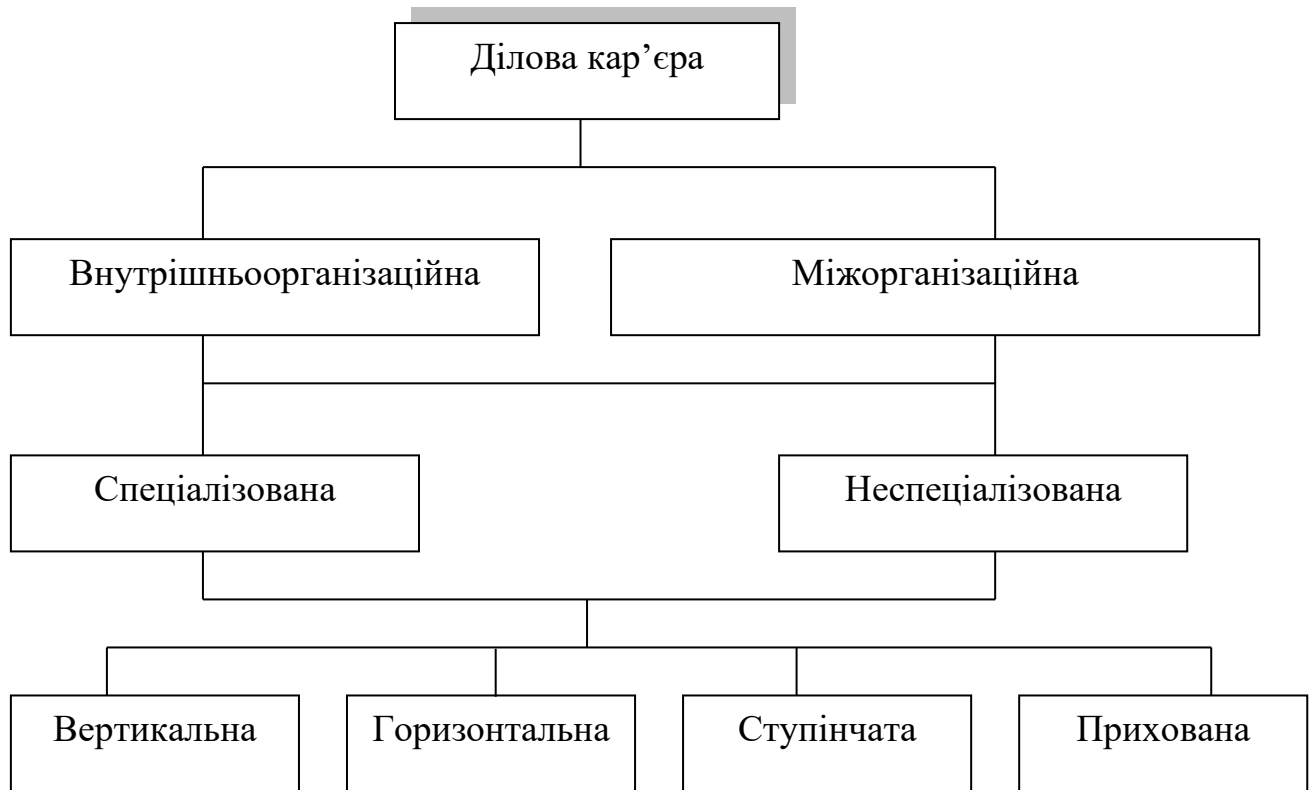 Ділова кар’єра
Внутрішньоорганізаційна
Міжорганізаційна
Спеціалізована
Неспеціалізована
Вертикальна
Горизонтальна
Ступінчата
Прихована